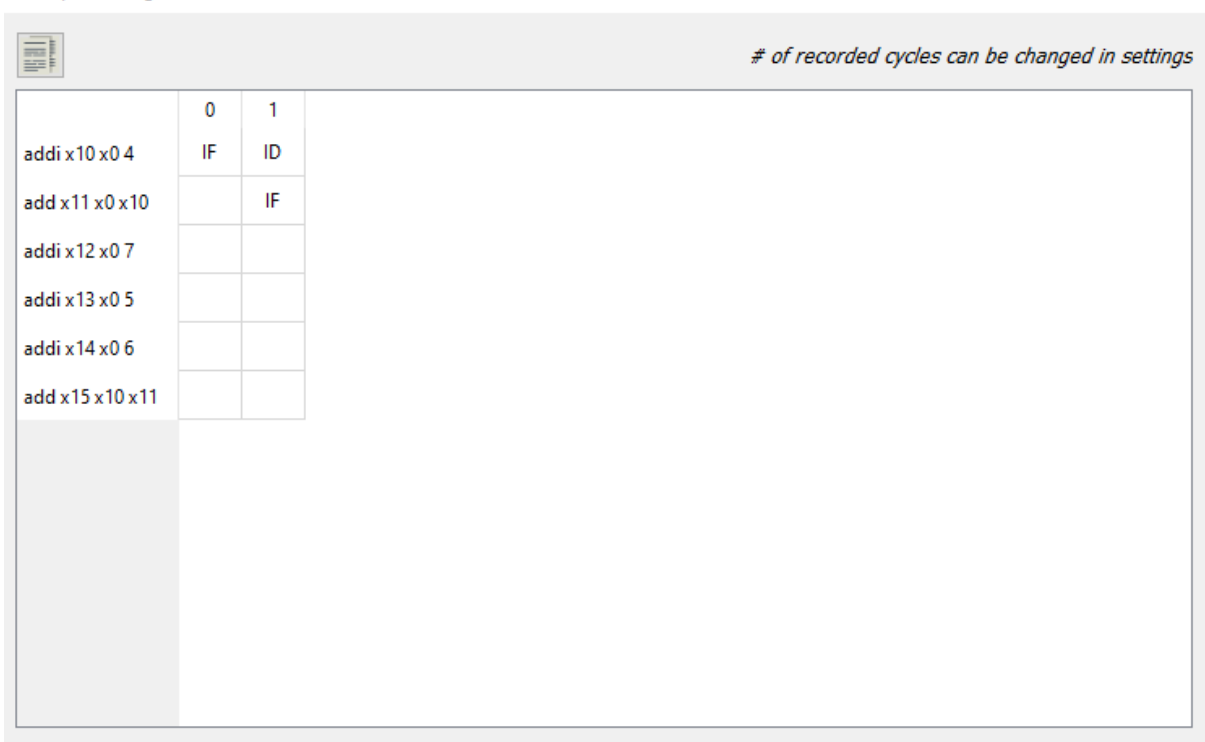 # of recorded cycles can be changed in settings
0 1
addi x10 x0 4 IF ID
add x11 x0 x10 IF
addi x12 x0 7
addi x13 x0 5
addi x14 x0 6
add x15 x10 x11